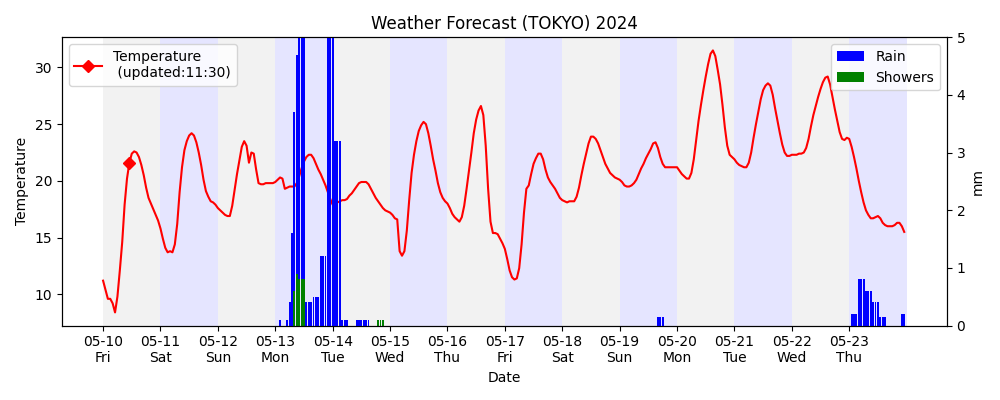 Weather Forecast (TOKYO) 2024
Temperature
(updated:11:30)
Rain
Showers
Temperature
30
25
20
15
10
5
4
3
2
1
0
mm
05-10 05-11 05-12 05-13 05-14 05-15 05-16 05-17 05-18 05-19 05-20 05-21 05-22 05-23
Fri Sat Sun Mon Tue Wed Thu Fri Sat Sun Mon Tue Wed Thu
Date